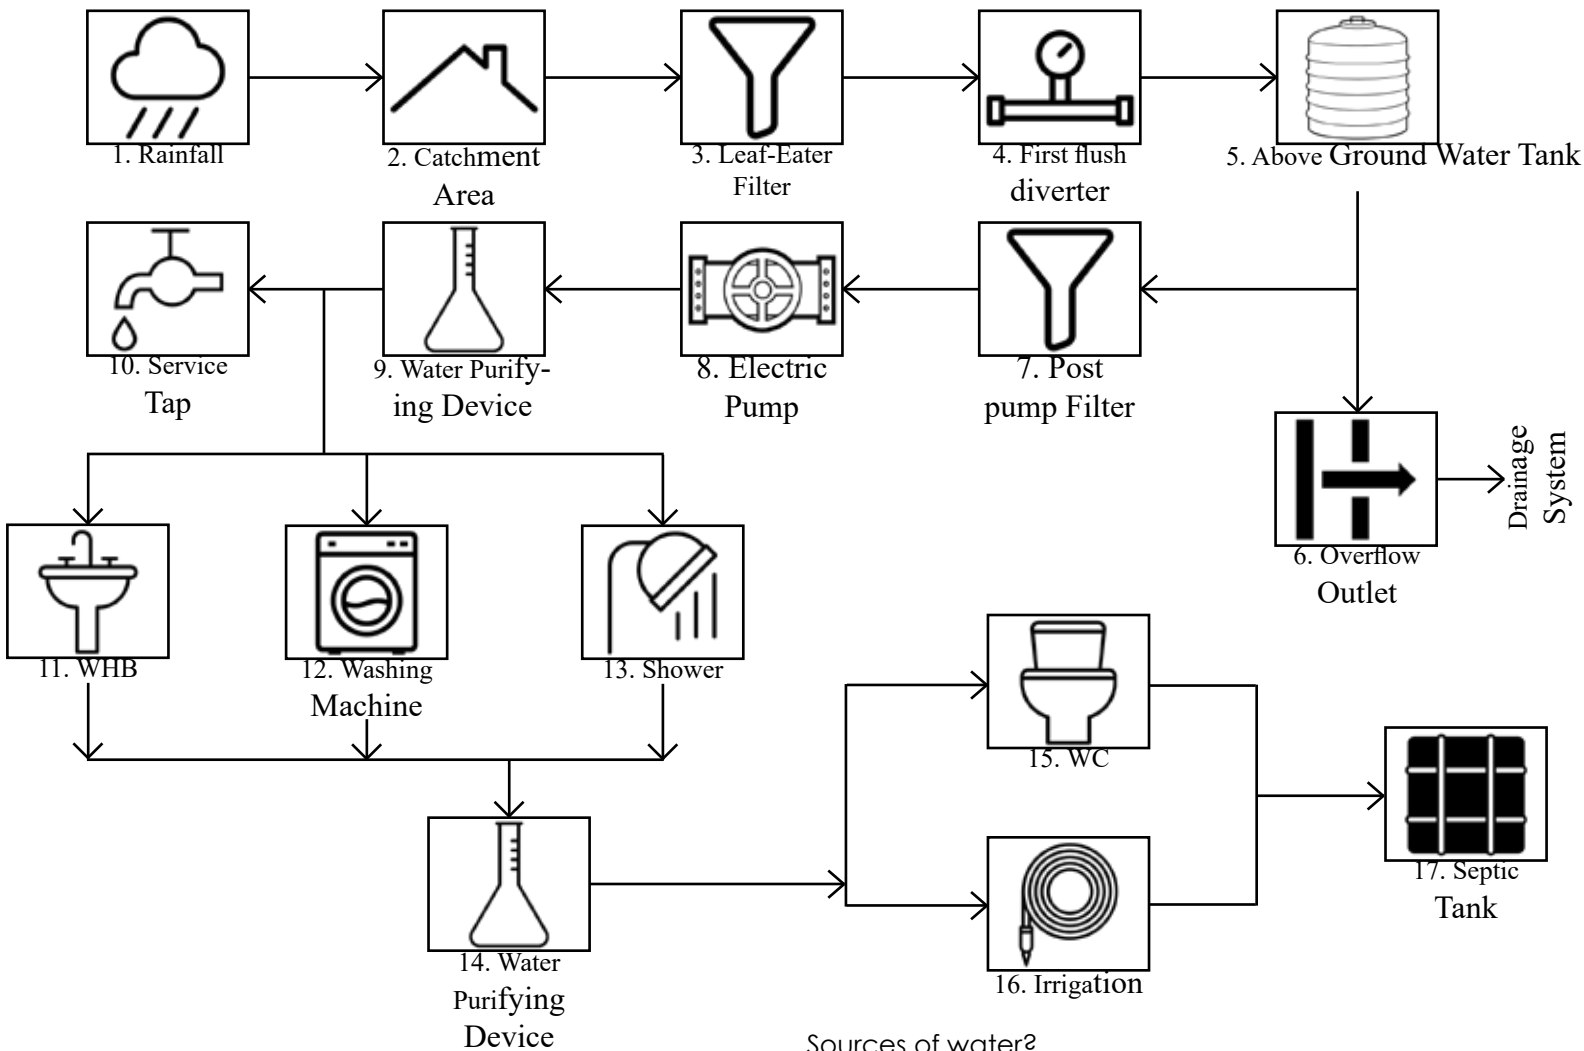 1. Rainfall
2. Catchment
Area
3. Leaf-Eater
Filter
4. First flush
diverter
5. Above Ground Water Tank
10. Service
Tap
9. Water Purify-
ing Device
8. Electric
Pump
7. Post
pump Filter
6. Overflow
Outlet
Drainage
System
11. WHB
12. Washing
Machine
13. Shower
15. WC
17. Septic
Tank
14. Water
Purifying
Device
16. Irrigation
Sources of water?